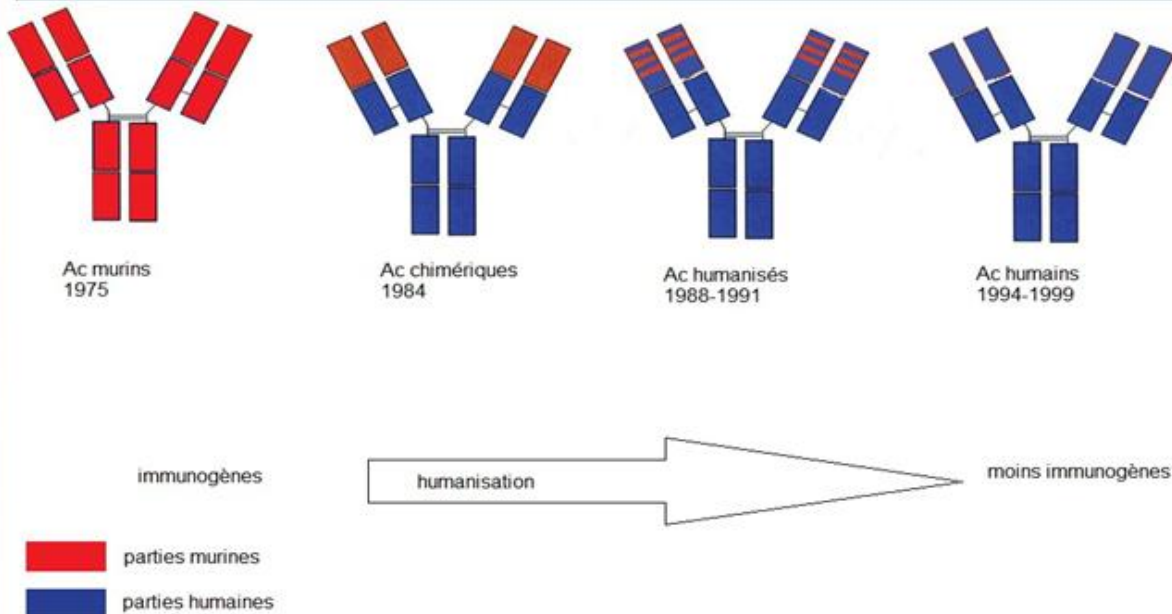 Ac murins
1975
Ac chimériques
1984
Ac humanisés
1988-1991
Ac humains
1994-1999
immunogènes
humanisation
moins immunogènes
parties murines
parties humaines